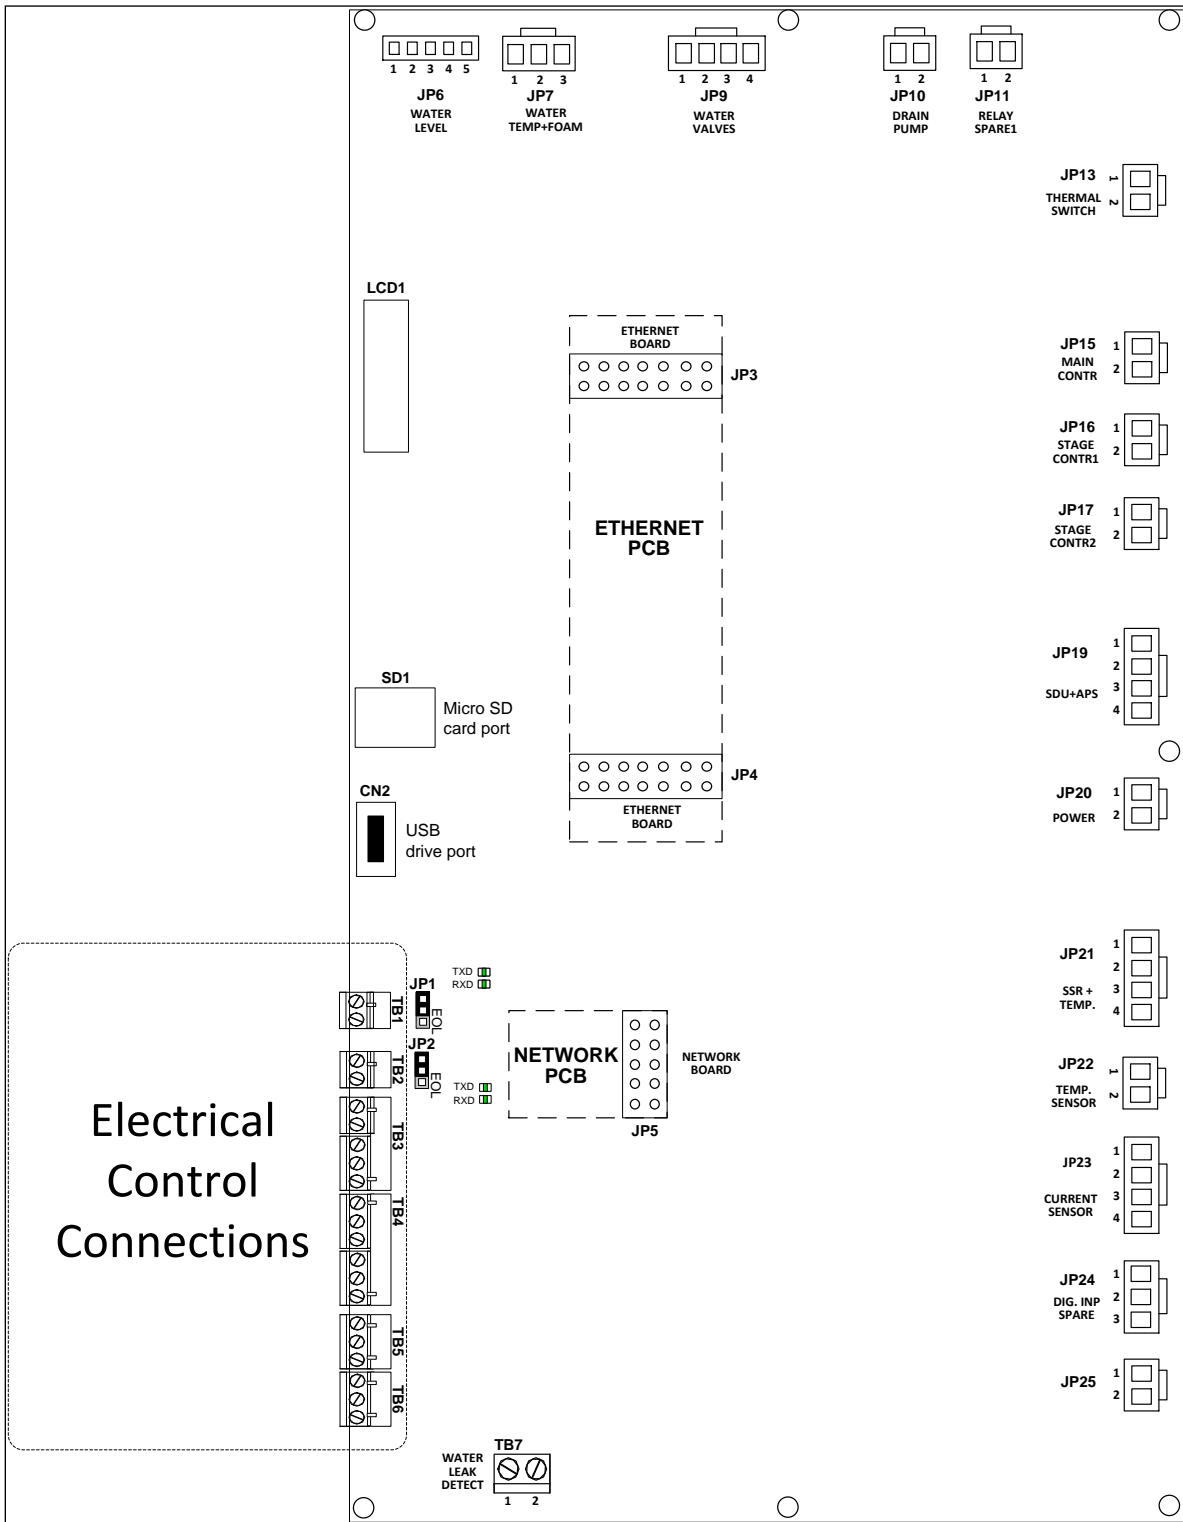 1 2 3 4 5
JP6
WATER
LEVEL
1 2 3
JP7
WATER
TEMP+FOAM
1 2 3 4
JP9
WATER
VALVES
1 2
JP10
DRAIN
PUMP
1 2
JP11
RELAY
SPARE1
JP13
THERMAL
SWITCH
1
2
LCD1
ETHERNET
BOARD
JP3
JP15
MAIN
CONTR
1
2
JP16
STAGE
CONTR1
1
2
ETHERNET
PCB
JP17
STAGE
CONTR2
1
2
JP19
SDU+APS
1
2
3
4
SD1
Micro SD
card port
JP4
ETHERNET
BOARD
CN2
USB
drive port
JP20
POWER
1
2
JP21
SSR +
TEMP.
1
2
3
4
TXD
RXD
JP1
EOL
TB1
JP2
EOL
TB2
TXD
RXD
NETWORK
PCB
NETWORK
BOARD
JP5
JP22
TEMP.
SENSOR
1
2
Electrical
Control
Connections
TB3
TB4
TB5
TB6
JP23
CURRENT
SENSOR
1
2
3
4
JP24
DIG. INP
SPARE
1
2
3
JP25
1
2
TB7
WATER
LEAK
DETECT
1 2